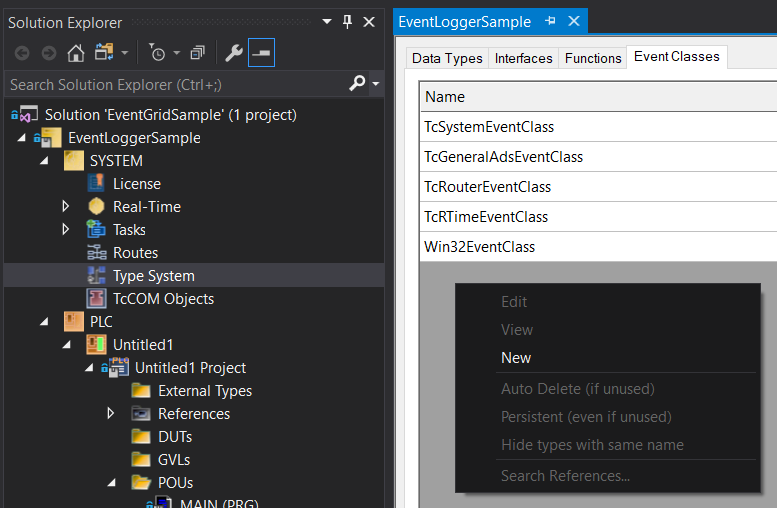 Solution Explorer
Search Solution Explorer (Ctrl+;)
Solution 'EventGridSample' (1 project)
EventLoggerSample
SYSTEM
License
Real-Time
Tasks
Routes
Type System
TcCOM Objects
PLC
Untitled1
Untitled1 Project
External Types
References
DUTs
GVLs
POUs
MAIN (PRG)
EventLoggerSample
Data Types Interfaces Functions Event Classes
Name
TcSystemEventClass
TcGeneralAdsEventClass
TcRouterEventClass
TcRTimeEventClass
Win32EventClass
Edit
View
New
Auto Delete (if unused)
Persistent (even if unused)
Hide types with same name
Search References...